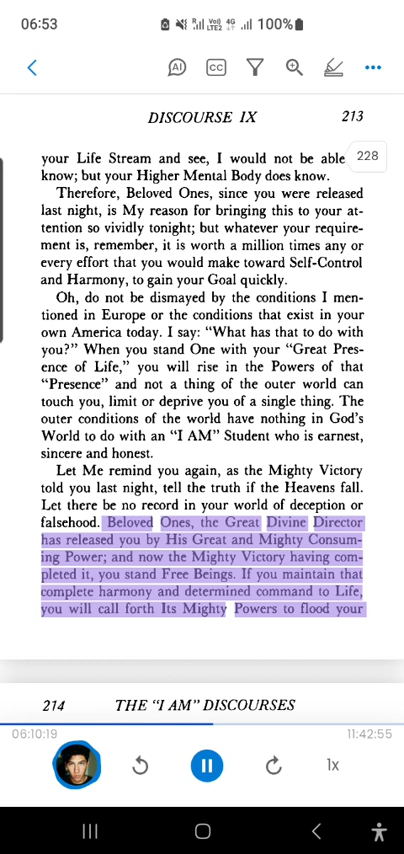 06:53
Vo))
R LTE2 4G
100%
AI CC
DISCOURSE IX 213
228
your Life Stream and see, I would not be able
know; but your Higher Mental Body does know.
Therefore, Beloved Ones, since you were released
last night, is My reason for bringing this to your at-
tention so vividly tonight; but whatever your require-
ment is, remember, it is worth a million times any or
every effort that you would make toward Self-Control
and Harmony, to gain your Goal quickly.
Oh, do not be dismayed by the conditions I men-
tioned in Europe or the conditions that exist in your
own America today. I say: “What has that to do with
you?” When you stand One with your “Great Pres-
ence of Life,” you will rise in the Powers of that
“Presence” and not a thing of the outer world can
touch you, limit or deprive you of a single thing. The
outer conditions of the world have nothing in God’s
World to do with an “I AM” Student who is earnest,
sincere and honest.
Let Me remind you again, as the Mighty Victory
told you last night, tell the truth if the Heavens fall.
Let there be no record in your world of deception or
falsehood. Beloved Ones, the Great Divine Director
has released you by His Great and Mighty Consum-
ing Power; and now the Mighty Victory having com-
pleted it, you stand Free Beings. If you maintain that
complete harmony and determined command to Life,
you will call forth Its Mighty Powers to flood your
214 THE “I AM” DISCOURSES
06:10:19 11:42:55
1x